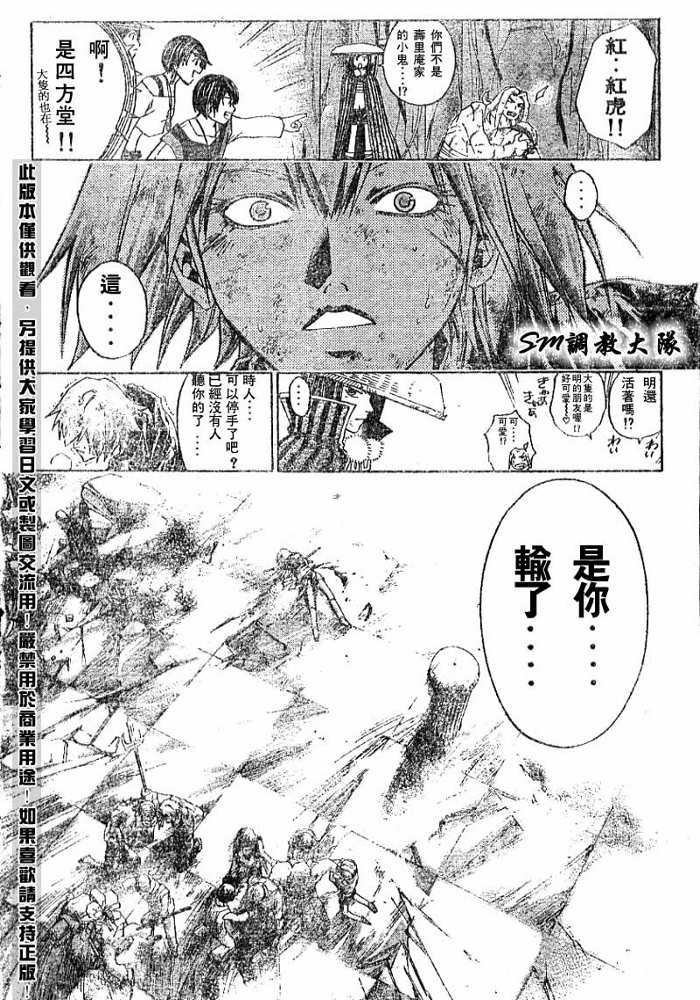 紅...紅虎!!
你們不是
壽里庵家
的小鬼...!?
啊!
是四方堂!!
大隻的也在~~
....
這....
Sm調教大隊
明還
活著嗎!?
わい
わい
大隻的是
明的朋友喔!?
好可愛~♡
可...
可愛!?
....
時人...
可以停手了吧?
已經沒有人
聽你的了...
是你....
輸了....
此版本僅供觀看,另提供大家學習日文或製圖交流用!嚴禁用於商業用途!如果喜歡請支持正版!